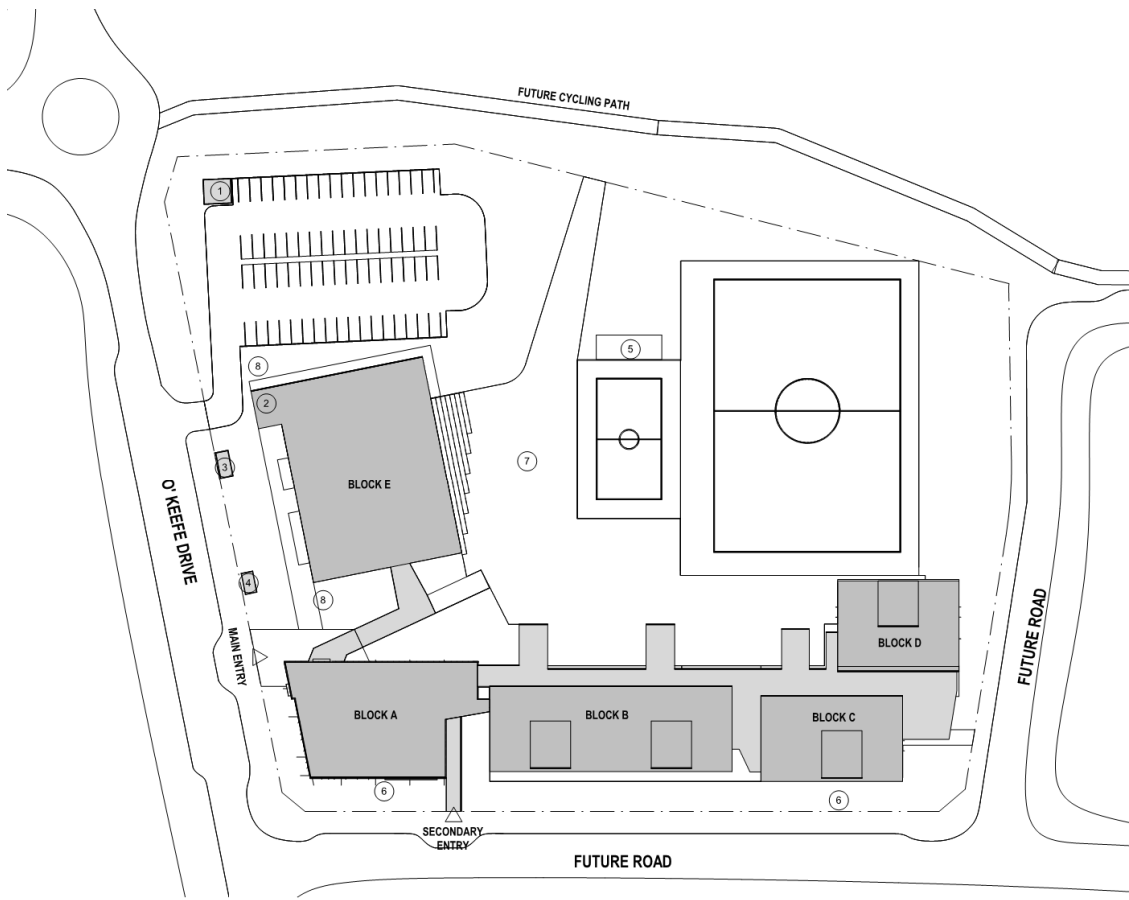 FUTURE CYCLING PATH
1
5
8
2
7
3
BLOCK E
O' KEEFE DRIVE
4
8
MAIN ENTRY
BLOCK D
FUTURE ROAD
BLOCK A
BLOCK B
BLOCK C
6
6
SECONDARY
ENTRY
FUTURE ROAD